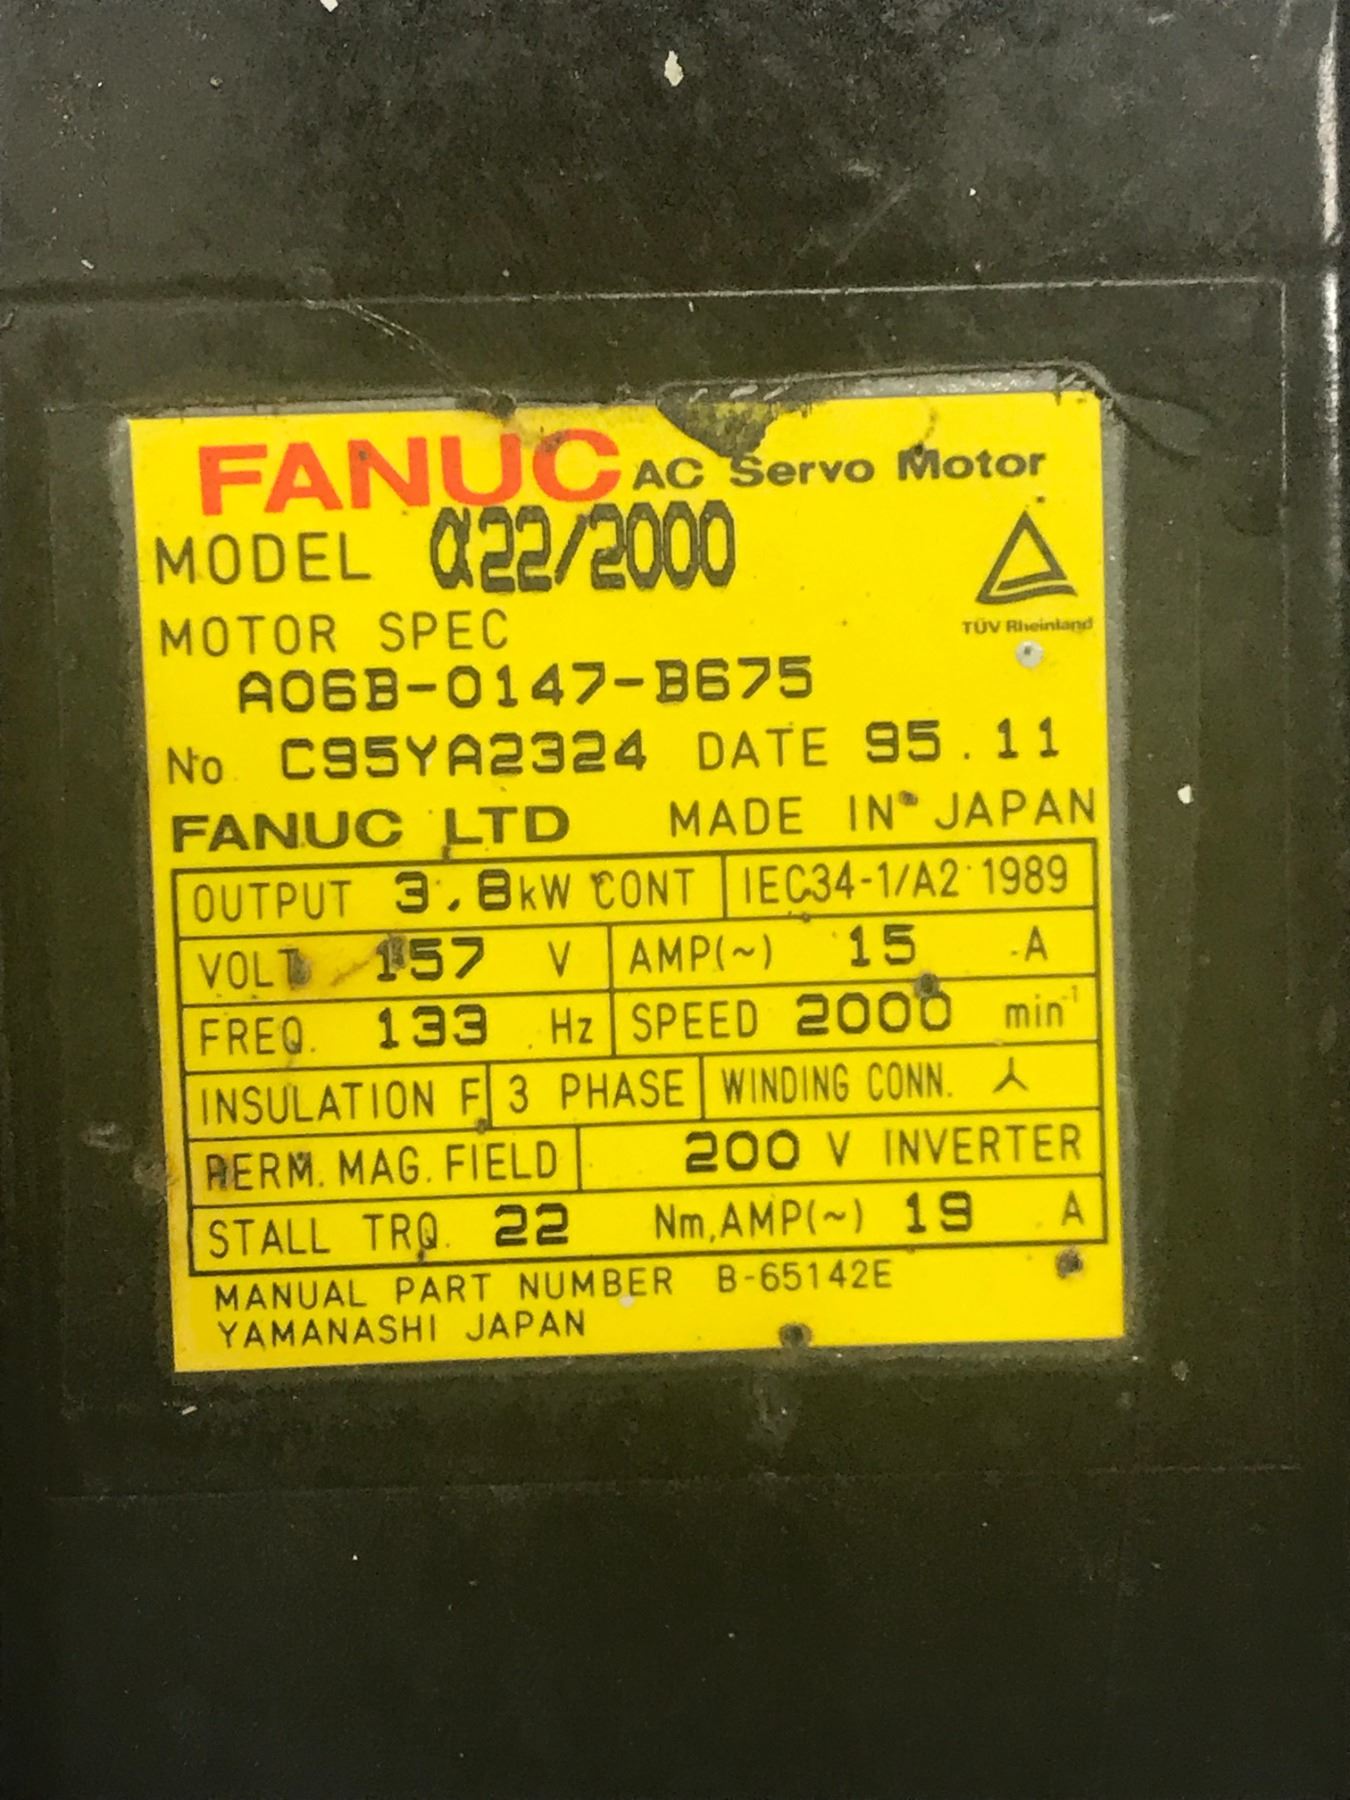 FANUC AC Servo Motor
MODEL α22/2000
TÜV Rheinland
MOTOR SPEC
A06B-0147-B675
No. C95YA2324 DATE 95.11
FANUC LTD MADE IN JAPAN
OUTPUT 3.8kW CONT IEC34-1/A2 1989
VOLT 157 V AMP(~) 15 A
FREQ. 133 Hz SPEED 2000 min⁻¹
INSULATION F 3 PHASE WINDING CONN. ⅄
PERM. MAG. FIELD 200 V INVERTER
STALL TRQ. 22 Nm, AMP(~) 19 A
MANUAL PART NUMBER B-65142E
YAMANASHI JAPAN